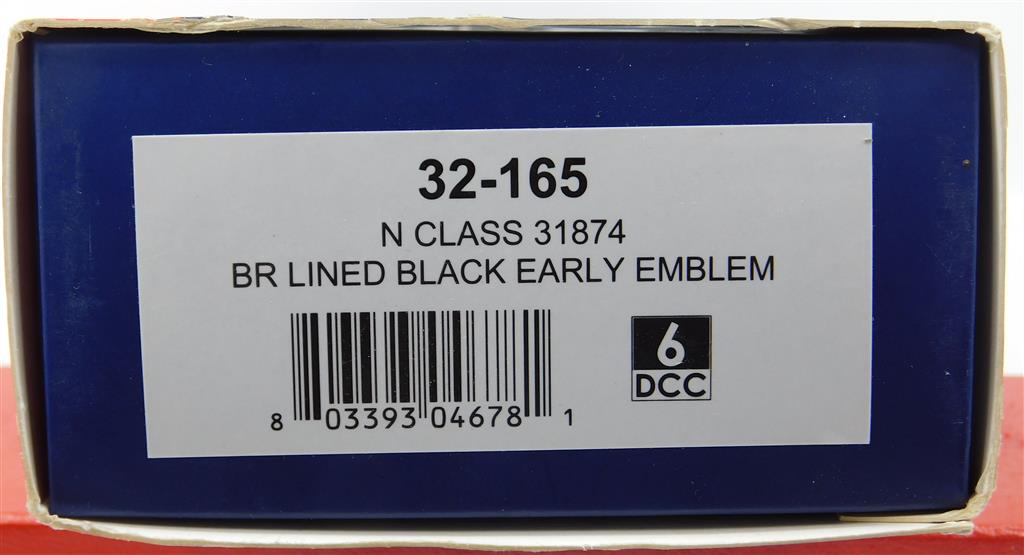 32-165
N CLASS 31874
BR LINED BLACK EARLY EMBLEM
6
DCC
8 03393 04678 1